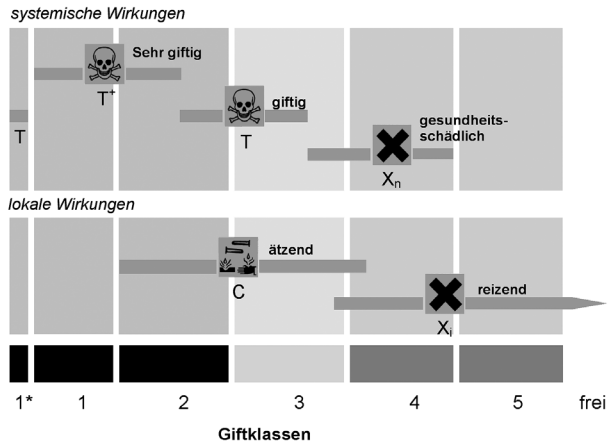 systemische Wirkungen
Sehr giftig
T+
T
giftig
T
gesundheits-
schädlich
Xn
lokale Wirkungen
ätzend
C
reizend
Xi
1* 1 2 3 4 5 frei
Giftklassen